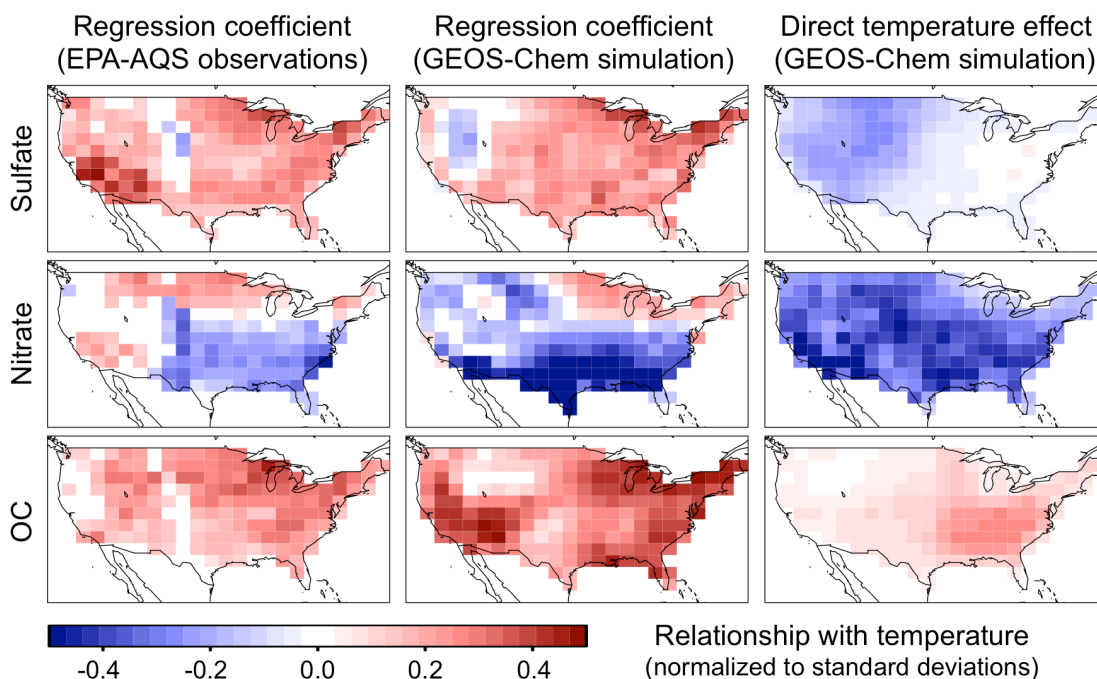 Regression coefficient
(EPA-AQS observations)
Regression coefficient
(GEOS-Chem simulation)
Direct temperature effect
(GEOS-Chem simulation)
Sulfate
Nitrate
OC
-0.4 -0.2 0.0 0.2 0.4
Relationship with temperature
(normalized to standard deviations)